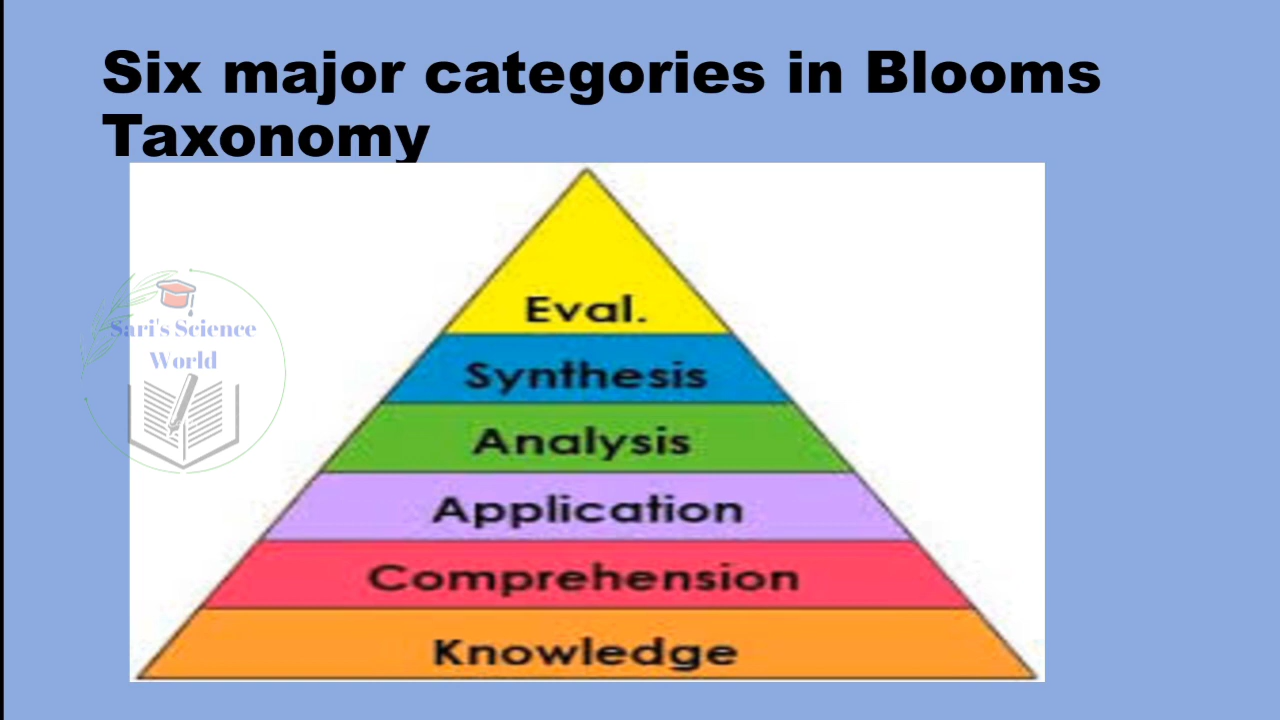 Six major categories in Blooms
Taxonomy
Eval.
Sari's Science
World
Synthesis
Analysis
Application
Comprehension
Knowledge